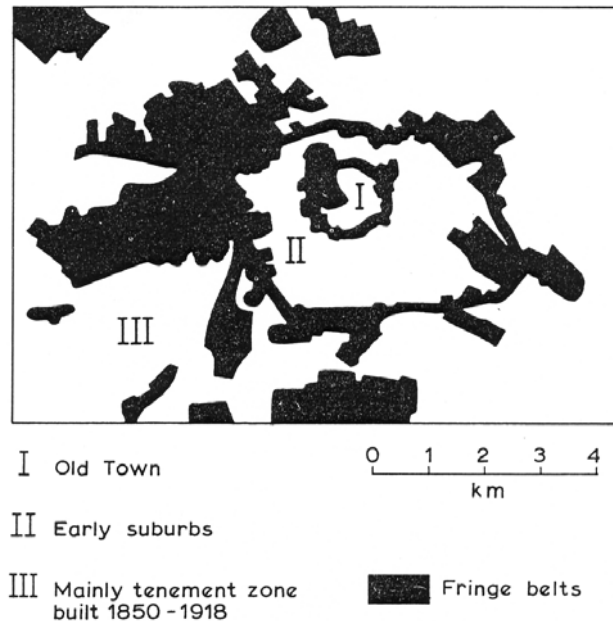 I
II
III
I Old Town
0 1 2 3 4
km
II Early suburbs
III Mainly tenement zone
built 1850-1918
Fringe belts